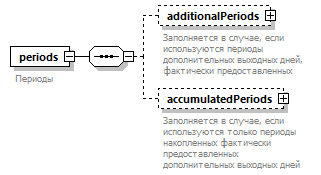 additionalPeriods
Заполняется в случае, если
используются периоды
дополнительных выходных дней,
фактически предоставленных
periods
Периоды
accumulatedPeriods
Заполняется в случае, если
используются только периоды
накопленных фактически
предоставленных
дополнительных выходных дней